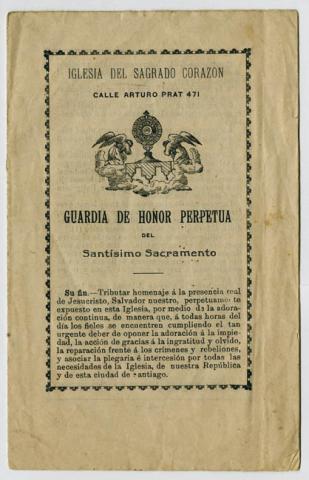 IGLESIA DEL SAGRADO CORAZÓN
CALLE ARTURO PRAT 471
GUARDIA DE HONOR PERPETUA
DEL
Santísimo Sacramento
Su fin.—Tributar homenaje á la presencia real
de Jesucristo, Salvador nuestro, perpetuamente
expuesto en esta Iglesia, por medio de la adora-
ción continua, de manera que, á todas horas del
día los fieles se encuentren cumpliendo el tan
urgente deber de oponer la adoración á la impie-
dad, la acción de gracias á la ingratitud y olvido,
la reparación frente á los crímenes y rebeliones,
y asociar la plegaria é intercesión por todas las
necesidades de la Iglesia, de nuestra República
y de esta ciudad de Santiago.